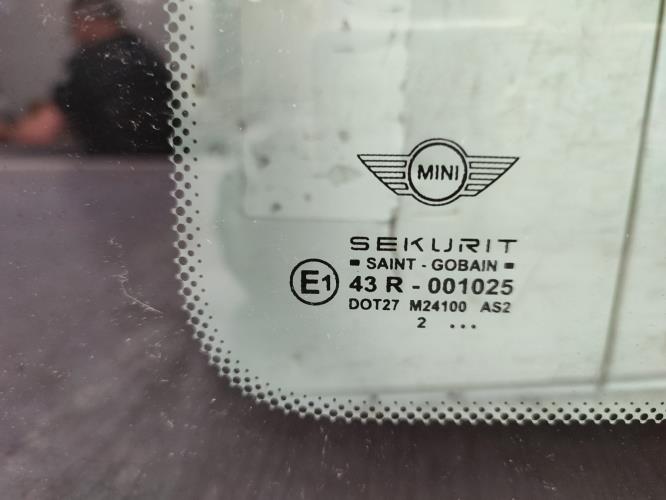 MINI
SEKURIT
SAINT - GOBAIN
E1 43 R - 001025
DOT27 M24100 AS2
2 ...